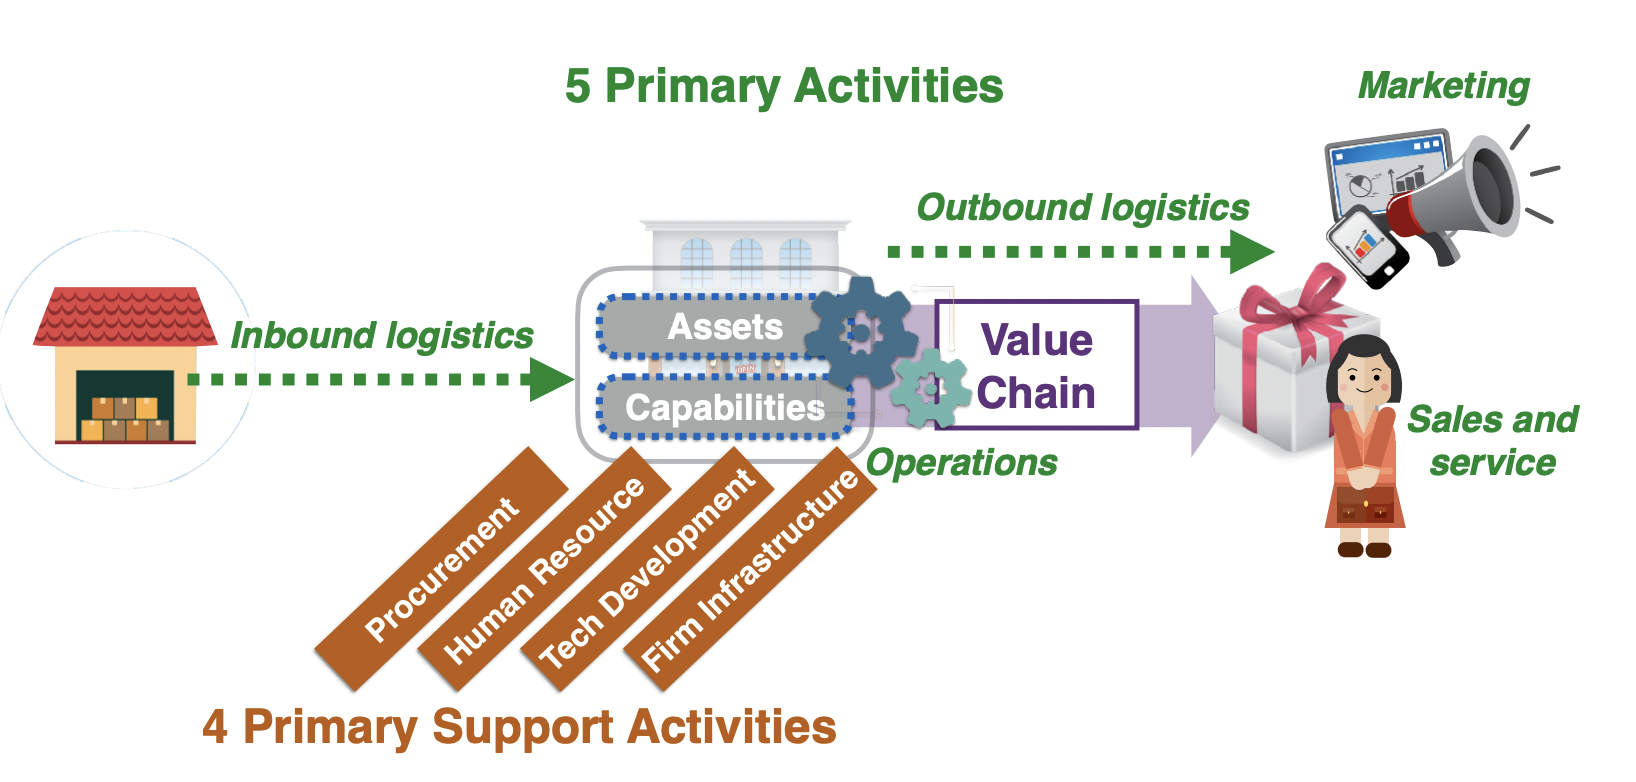 5 Primary Activities
Marketing
Outbound logistics
Inbound logistics
Assets
OPEN
Capabilities
Value
Chain
Operations
Sales and
service
Procurement
Human Resource
Tech Development
Firm Infrastructure
4 Primary Support Activities